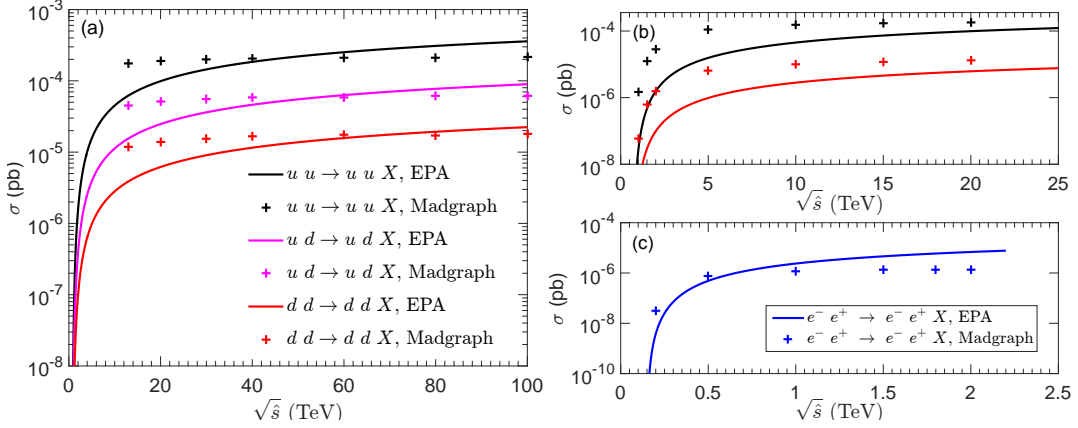 (a)
10^{-3}
10^{-4}
10^{-5}
10^{-6}
10^{-7}
10^{-8}
σ (pb)
0 20 40 60 80 100
√ŝ (TeV)
u u → u u X, EPA
u u → u u X, Madgraph
u d → u d X, EPA
u d → u d X, Madgraph
d d → d d X, EPA
d d → d d X, Madgraph
(b)
10^{-4}
10^{-6}
10^{-8}
σ (pb)
0 5 10 15 20 25
√ŝ (TeV)
(c)
10^{-4}
10^{-6}
10^{-8}
10^{-10}
σ (pb)
0 0.5 1 1.5 2 2.5
√ŝ (TeV)
e^- e^+ → e^- e^+ X, EPA
e^- e^+ → e^- e^+ X, Madgraph